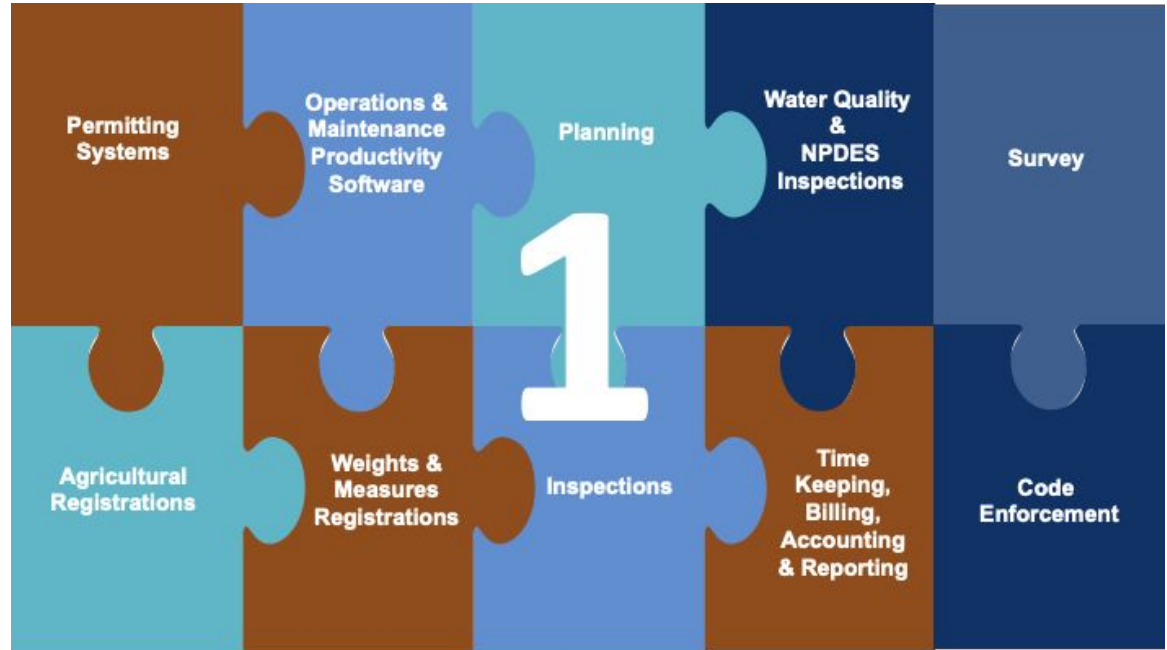 Permitting
Systems
Operations &
Maintenance
Productivity
Software
Planning
Water Quality
&
NPDES
Inspections
Survey
1
Agricultural
Registrations
Weights &
Measures
Registrations
Inspections
Time
Keeping,
Billing,
Accounting
& Reporting
Code
Enforcement